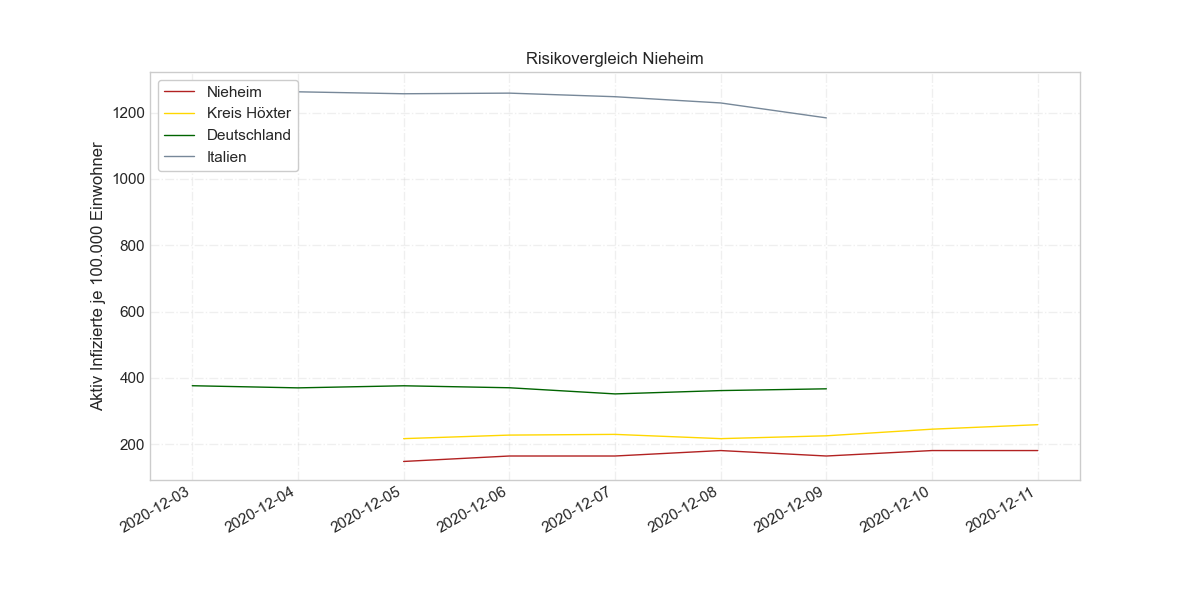 Risikovergleich Nieheim
Nieheim
Kreis Höxter
Deutschland
Italien
Aktiv Infizierte je 100.000 Einwohner
1200
1000
800
600
400
200
2020-12-03
2020-12-04
2020-12-05
2020-12-06
2020-12-07
2020-12-08
2020-12-09
2020-12-10
2020-12-11